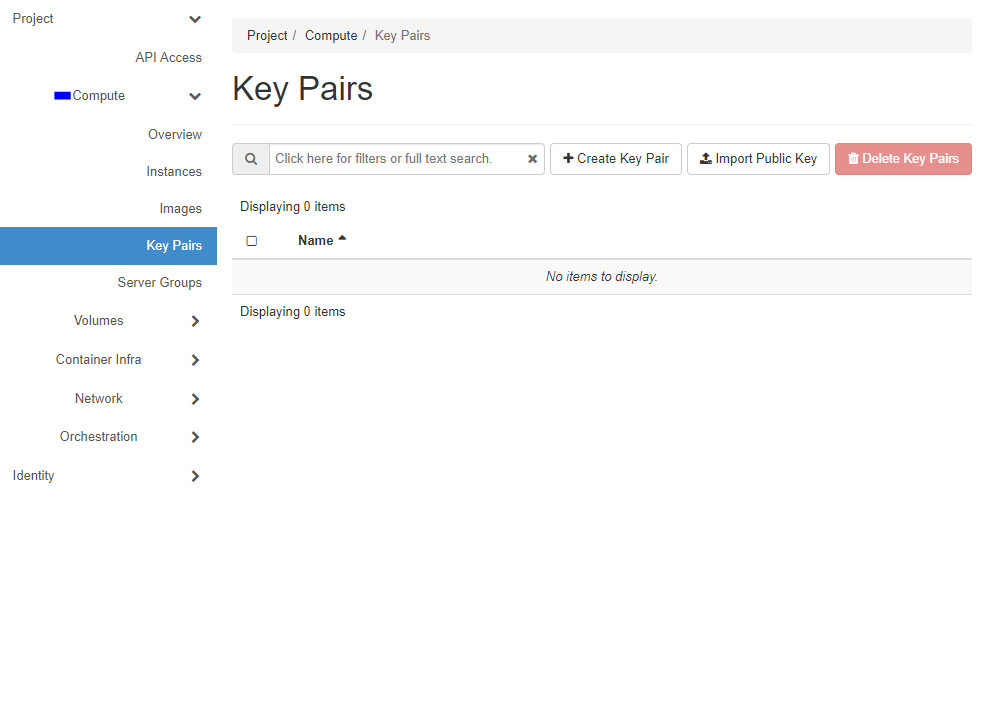 Project
API Access
Compute
Overview
Instances
Images
Key Pairs
Server Groups
Volumes
Container Infra
Network
Orchestration
Identity
Project / Compute / Key Pairs
Key Pairs
Click here for filters or full text search.
Create Key Pair
Import Public Key
Delete Key Pairs
Displaying 0 items
Name
No items to display.
Displaying 0 items